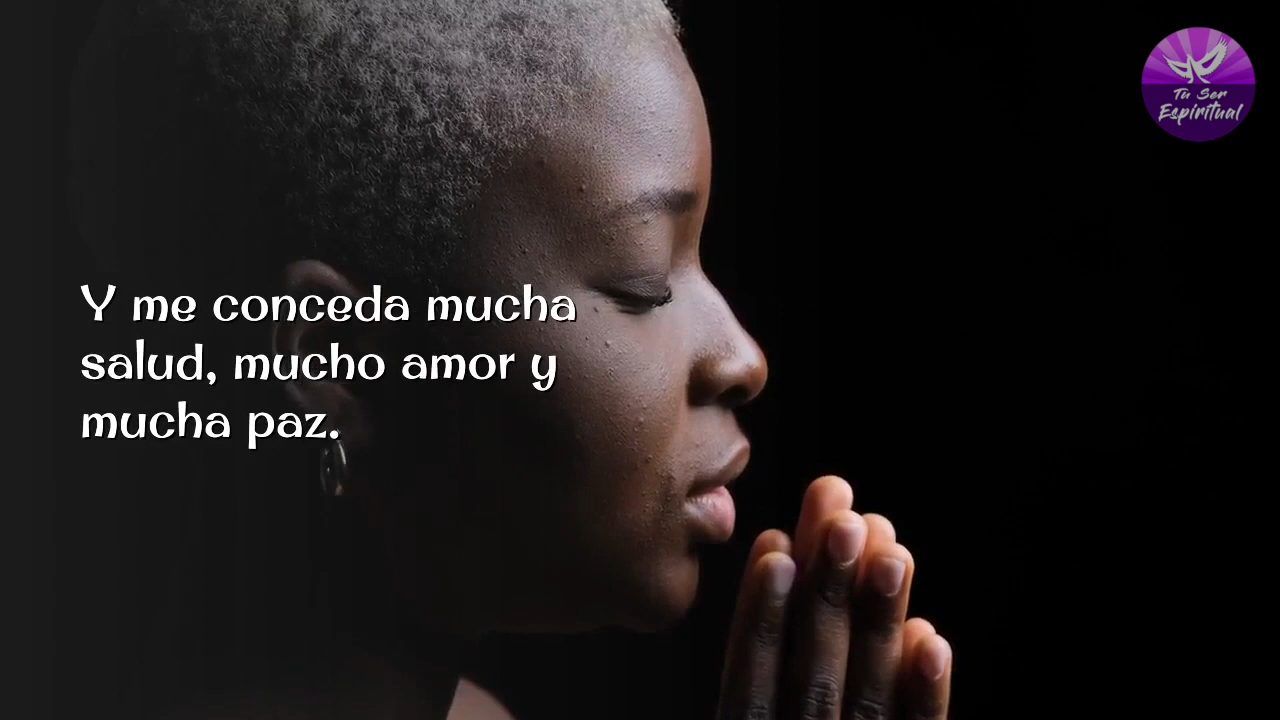 Tu Ser
Espiritual
Y me conceda mucha
salud, mucho amor y
mucha paz.